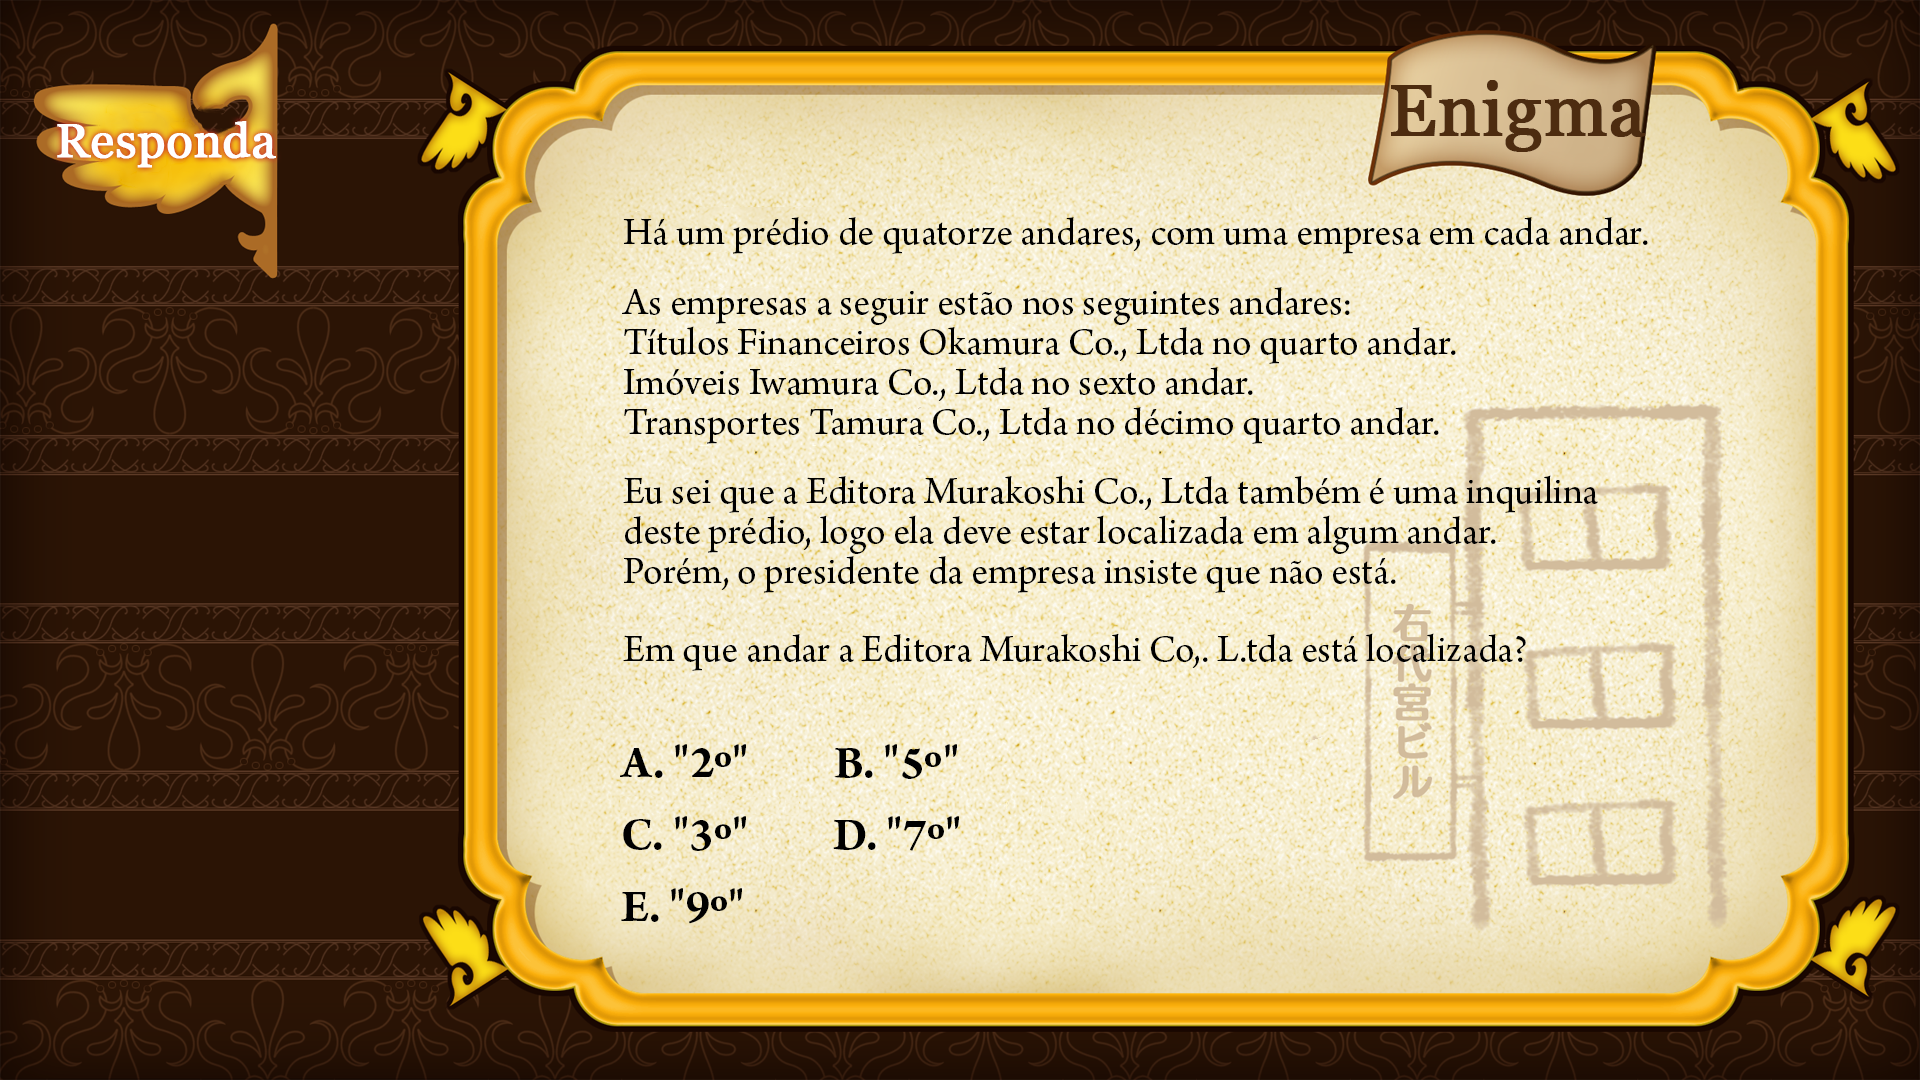 Responda
Enigma
Há um prédio de quatorze andares, com uma empresa em cada andar.
As empresas a seguir estão nos seguintes andares:
Títulos Financeiros Okamura Co., Ltda no quarto andar.
Imóveis Iwamura Co., Ltda no sexto andar.
Transportes Tamura Co., Ltda no décimo quarto andar.
Eu sei que a Editora Murakoshi Co., Ltda também é uma inquilina
deste prédio, logo ela deve estar localizada em algum andar.
Porém, o presidente da empresa insiste que não está.
Em que andar a Editora Murakoshi Co,. L.tda está localizada?
右代宮ビル
A. "2º" B. "5º"
C. "3º" D. "7º"
E. "9º"